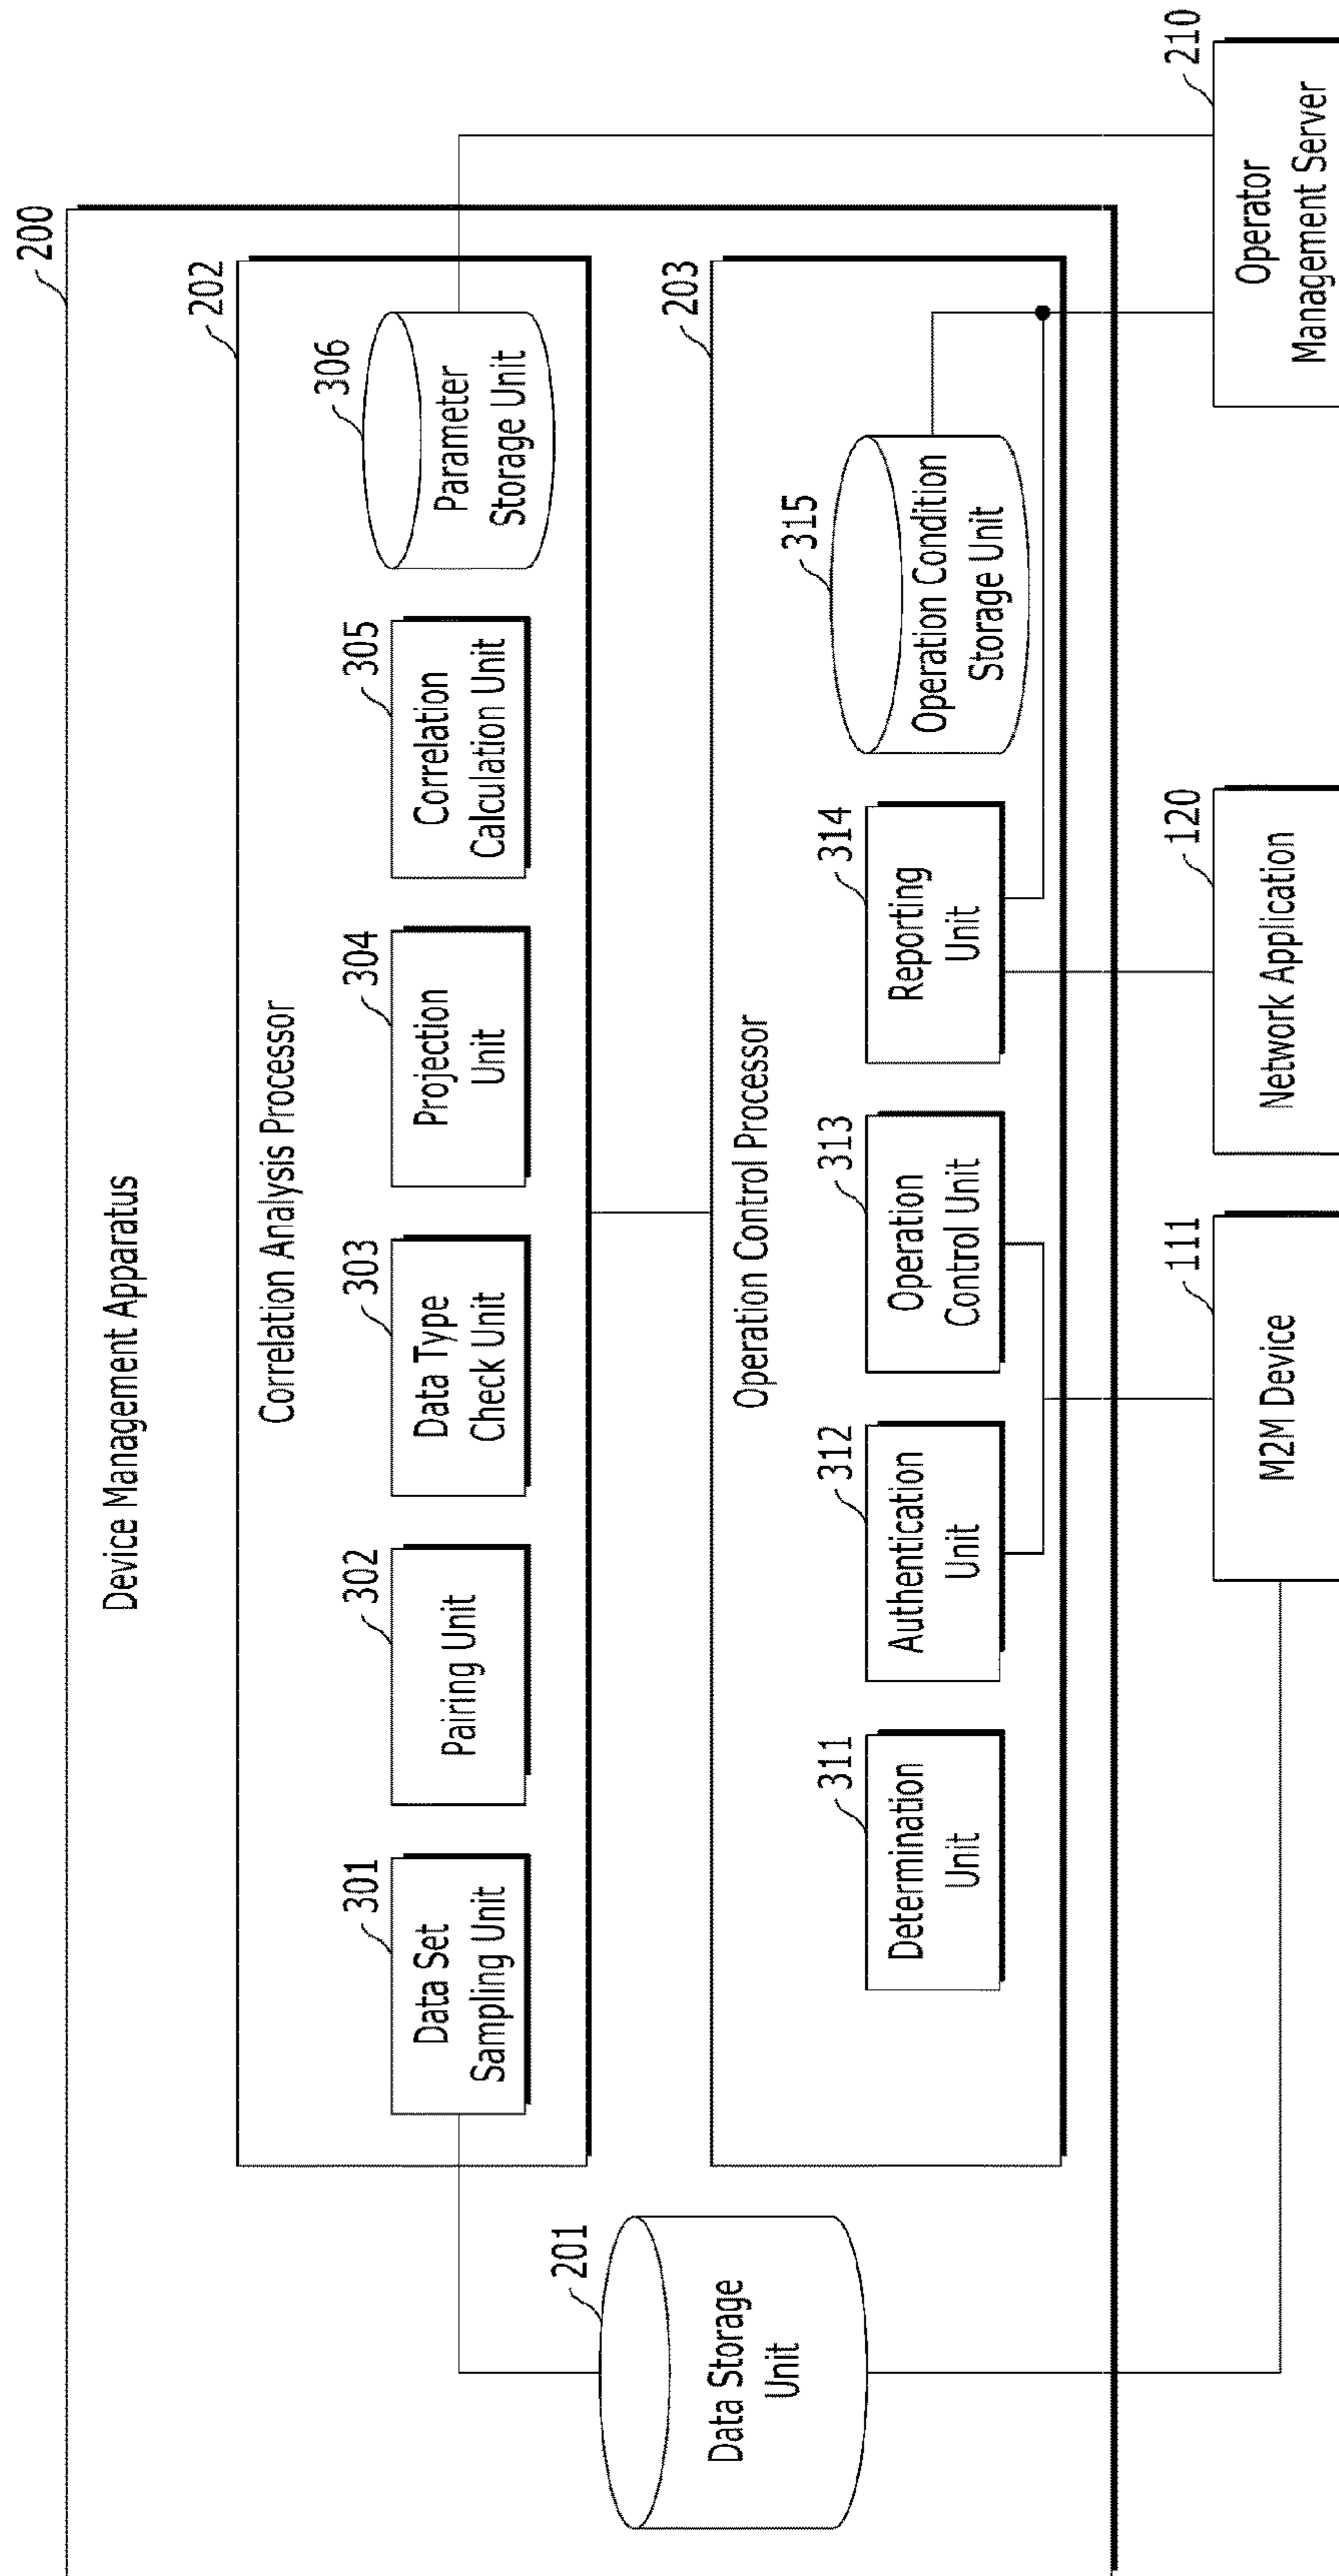 200
Device Management Apparatus
202
Correlation Analysis Processor
301
Data Set
Sampling Unit
302
Pairing Unit
303
Data Type
Check Unit
304
Projection
Unit
305
Correlation
Calculation Unit
306
Parameter
Storage Unit
201
Data Storage
Unit
203
Operation Control Processor
311
Determination
Unit
312
Authentication
Unit
313
Operation
Control Unit
314
Reporting
Unit
315
Operation Condition
Storage Unit
111
M2M Device
120
Network Application
210
Operator
Management Server